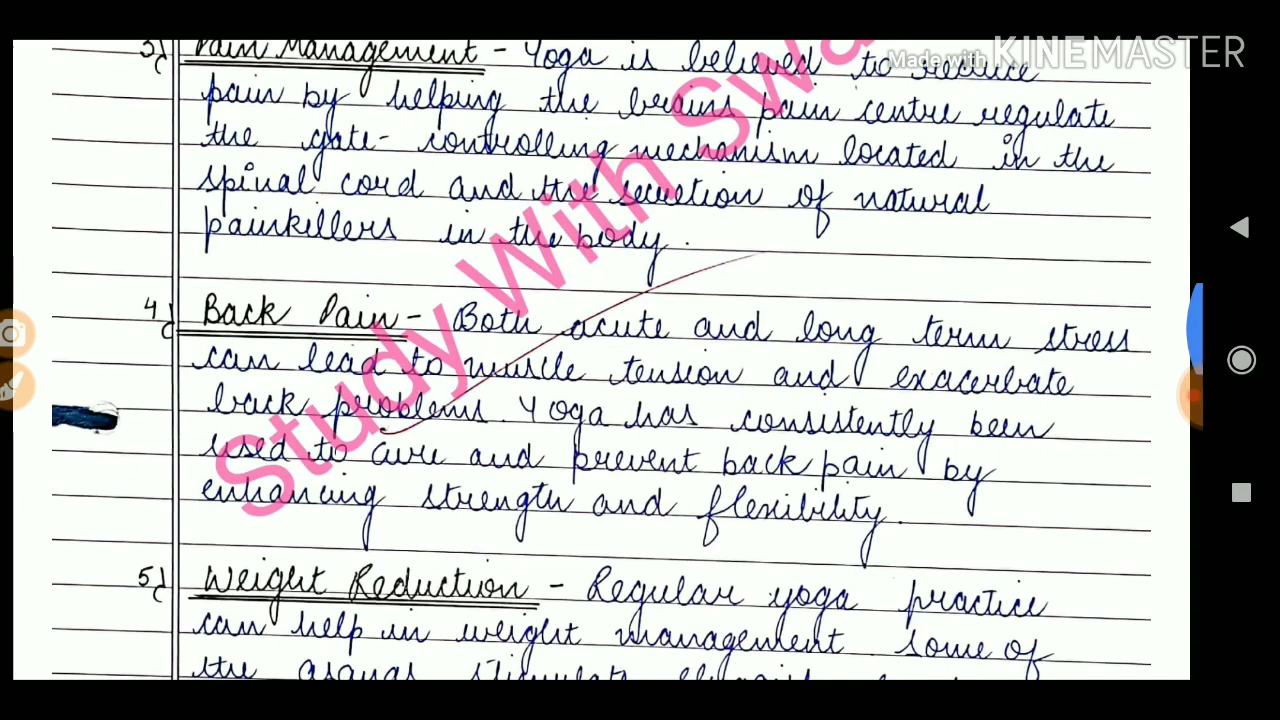 3) Pain Management - Yoga is believed to reduce
Made with KINEMASTER
pain by helping the brains pain centre regulate
the gate-controlling mechanism located in the
spinal cord and the secretion of natural
painkillers in the body.
Study With Swa
4) Back Pain - Both acute and long term stress
can lead to muscle tension and exacerbate
back problems. Yoga has consistently been
used to cure and prevent back pain by
enhancing strength and flexibility.
5) Weight Reduction - Regular yoga practice
can help in weight management. Some of
the asanas stimulate